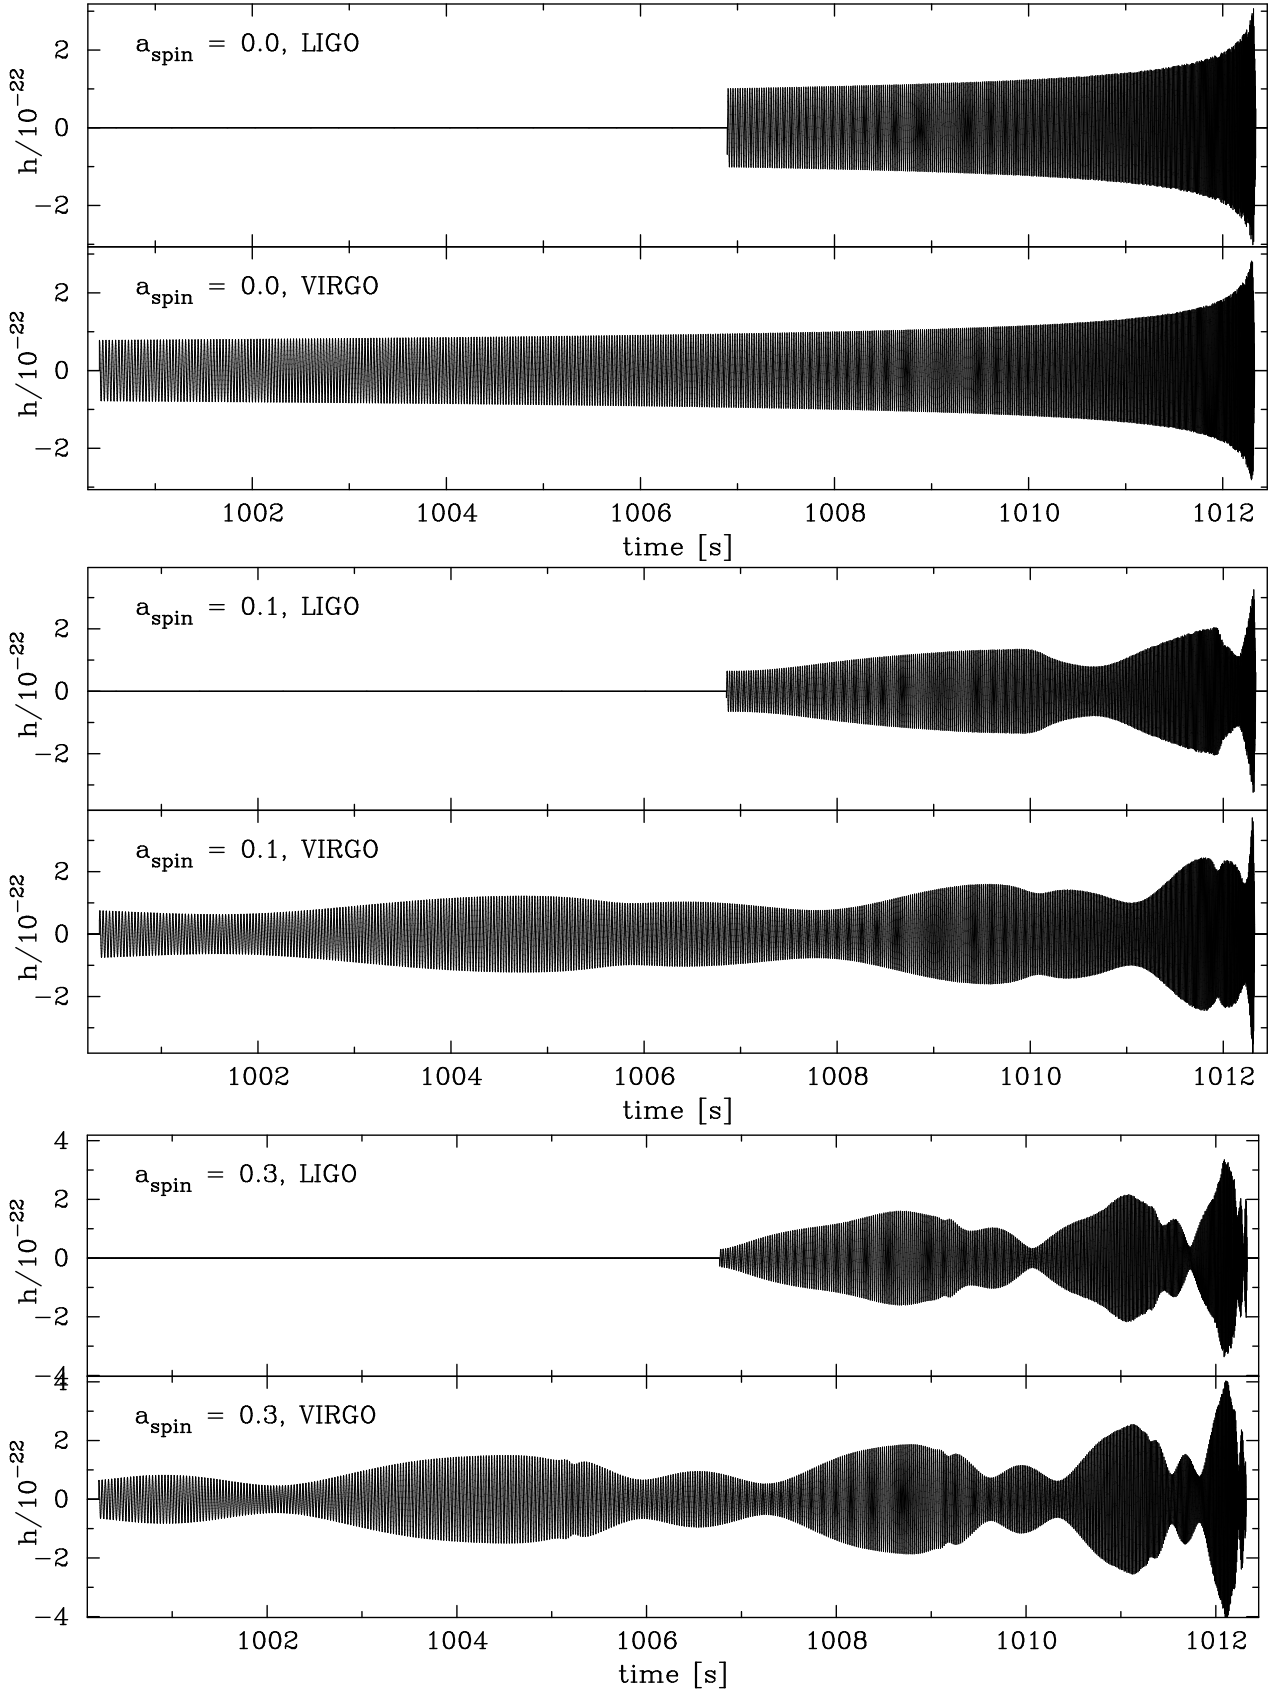 a_spin = 0.0, LIGO
2
0
−2
h/10^−22
a_spin = 0.0, VIRGO
2
0
−2
h/10^−22
1002 1004 1006 1008 1010 1012
time [s]
a_spin = 0.1, LIGO
2
0
−2
h/10^−22
a_spin = 0.1, VIRGO
2
0
−2
h/10^−22
1002 1004 1006 1008 1010 1012
time [s]
a_spin = 0.3, LIGO
4
2
0
−2
−4
h/10^−22
a_spin = 0.3, VIRGO
4
2
0
−2
−4
h/10^−22
1002 1004 1006 1008 1010 1012
time [s]